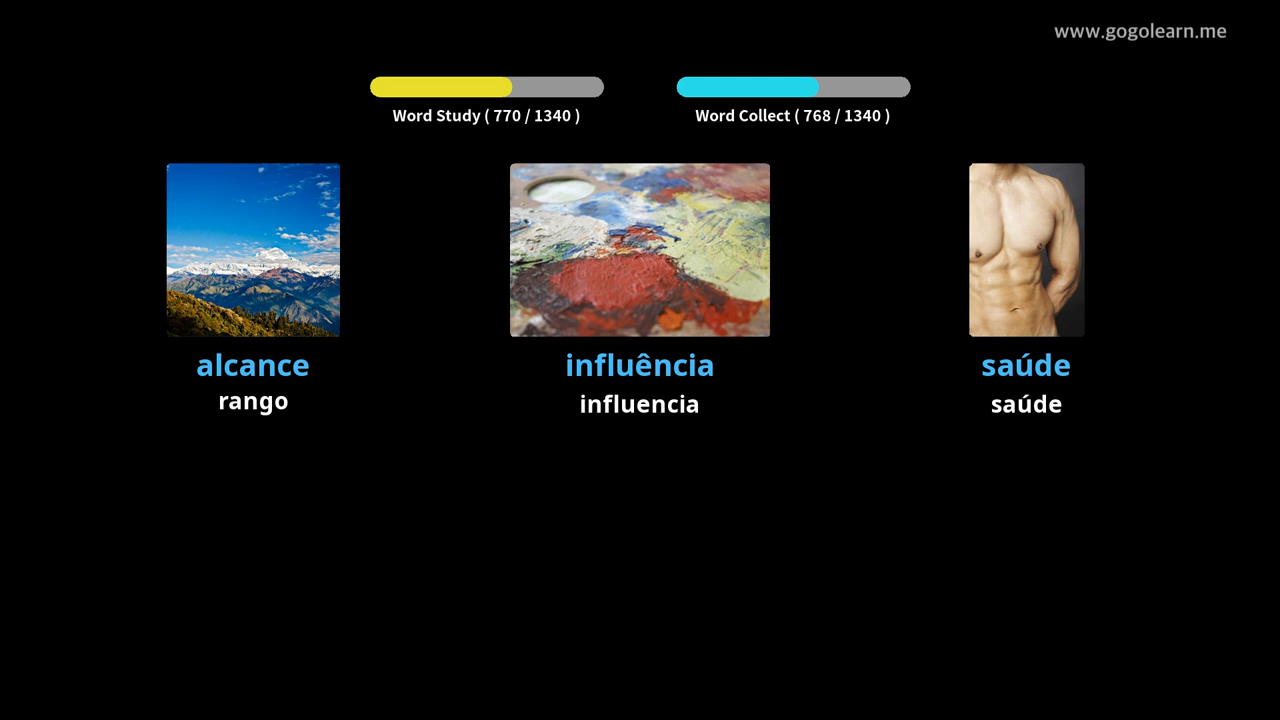 www.gogolearn.me
Word Study ( 770 / 1340 )
Word Collect ( 768 / 1340 )
alcance
rango
influência
influencia
saúde
saúde